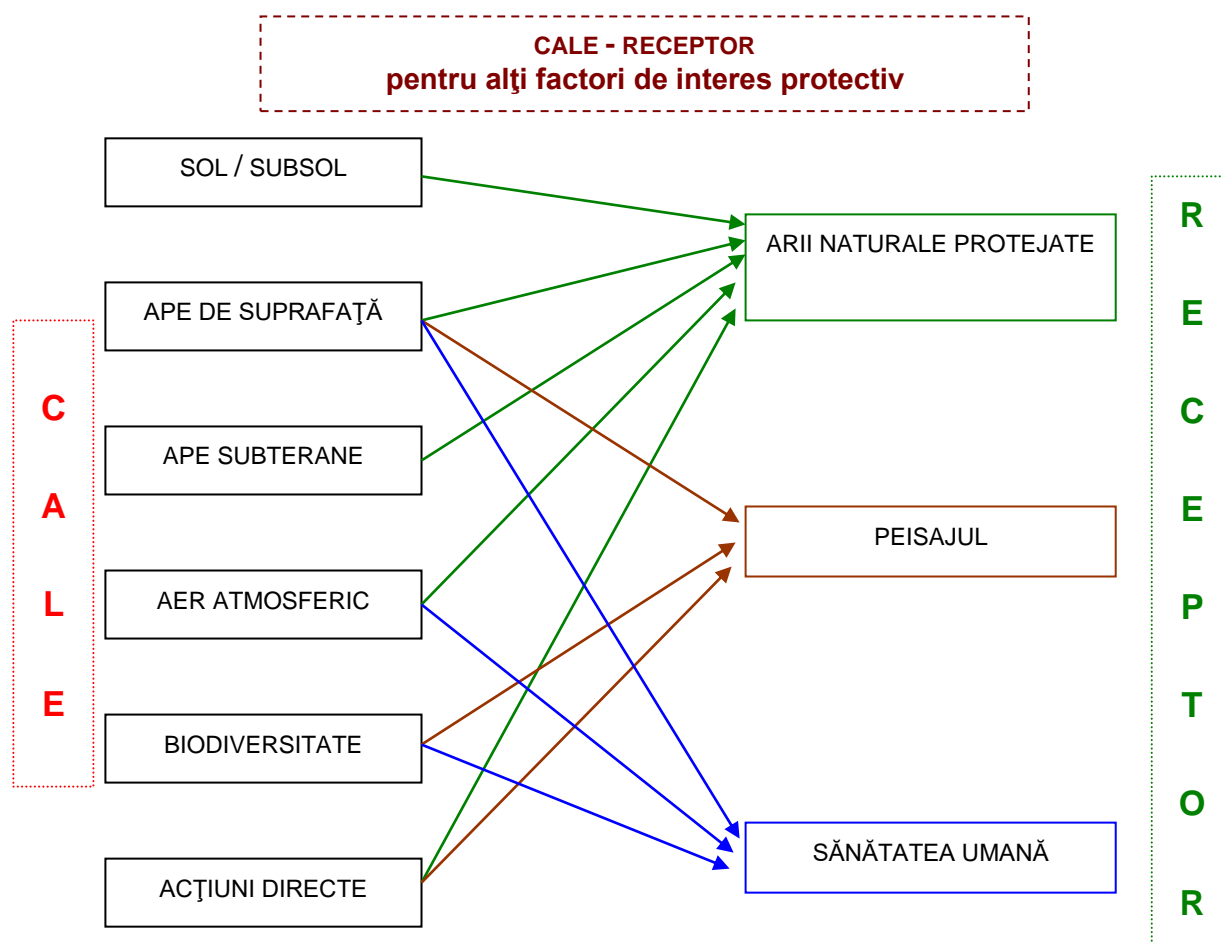 CALE - RECEPTOR
pentru alţi factori de interes protectiv
SOL / SUBSOL
APE DE SUPRAFAŢĂ
APE SUBTERANE
AER ATMOSFERIC
BIODIVERSITATE
ACŢIUNI DIRECTE
ARII NATURALE PROTEJATE
PEISAJUL
SĂNĂTATEA UMANĂ
C
A
L
E
R
E
C
E
P
T
O
R